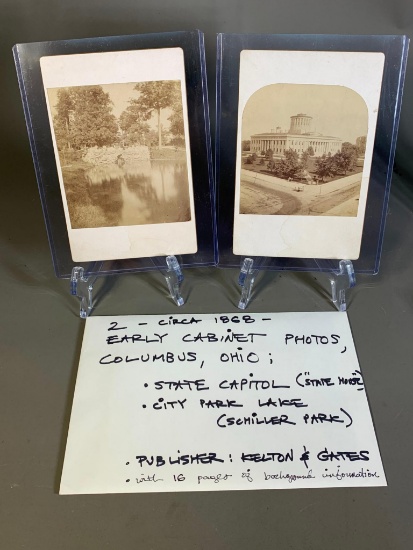 2 - CIRCA 1868 -
EARLY CABINET PHOTOS,
COLUMBUS, OHIO;
• STATE CAPITOL ("STATE HOUSE")
• CITY PARK LAKE
(SCHILLER PARK)
• PUBLISHER: KELTON & GATES
• with 16 pages of background information